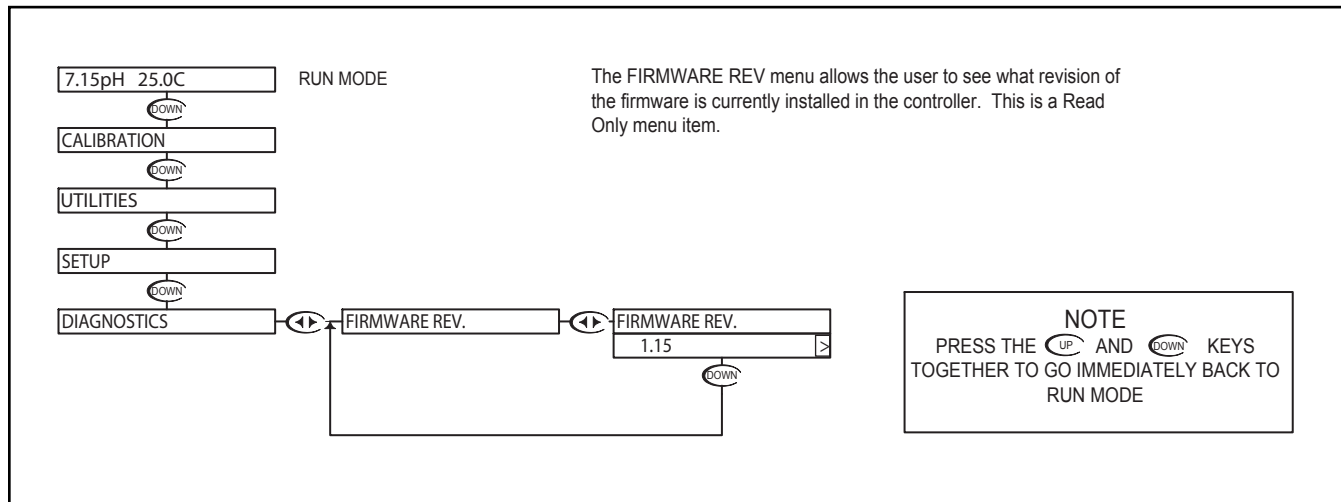 7.15pH 25.0C RUN MODE
The FIRMWARE REV menu allows the user to see what revision of
the firmware is currently installed in the controller. This is a Read
Only menu item.
DOWN
CALIBRATION
DOWN
UTILITIES
DOWN
SETUP
DOWN
DIAGNOSTICS
FIRMWARE REV.
FIRMWARE REV.
1.15 >
DOWN
NOTE
PRESS THE UP AND DOWN KEYS
TOGETHER TO GO IMMEDIATELY BACK TO
RUN MODE